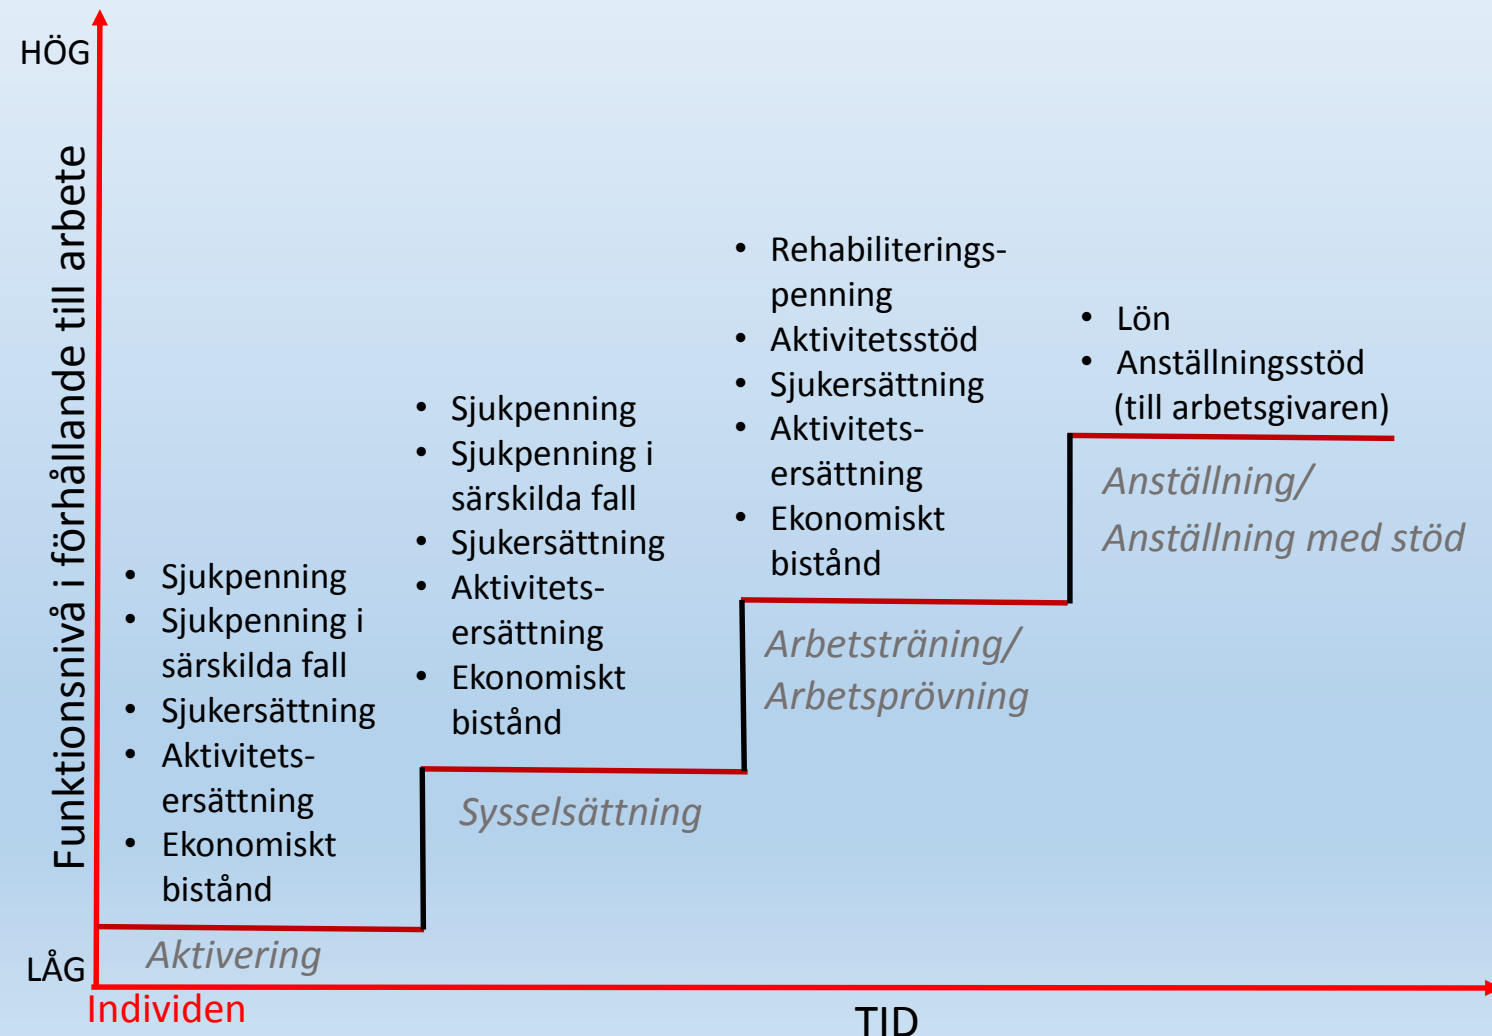 HÖG
Funktionsnivå i förhållande till arbete
LÅG
• Sjukpenning
• Sjukpenning i
särskilda fall
• Sjukersättning
• Aktivitets-
ersättning
• Ekonomiskt
bistånd
Aktivering
• Sjukpenning
• Sjukpenning i
särskilda fall
• Sjukersättning
• Aktivitets-
ersättning
• Ekonomiskt
bistånd
Sysselsättning
• Rehabiliterings-
penning
• Aktivitetsstöd
• Sjukersättning
• Aktivitets-
ersättning
• Ekonomiskt
bistånd
Arbetsträning/
Arbetsprövning
• Lön
• Anställningsstöd
(till arbetsgivaren)
Anställning/
Anställning med stöd
Individen
TID